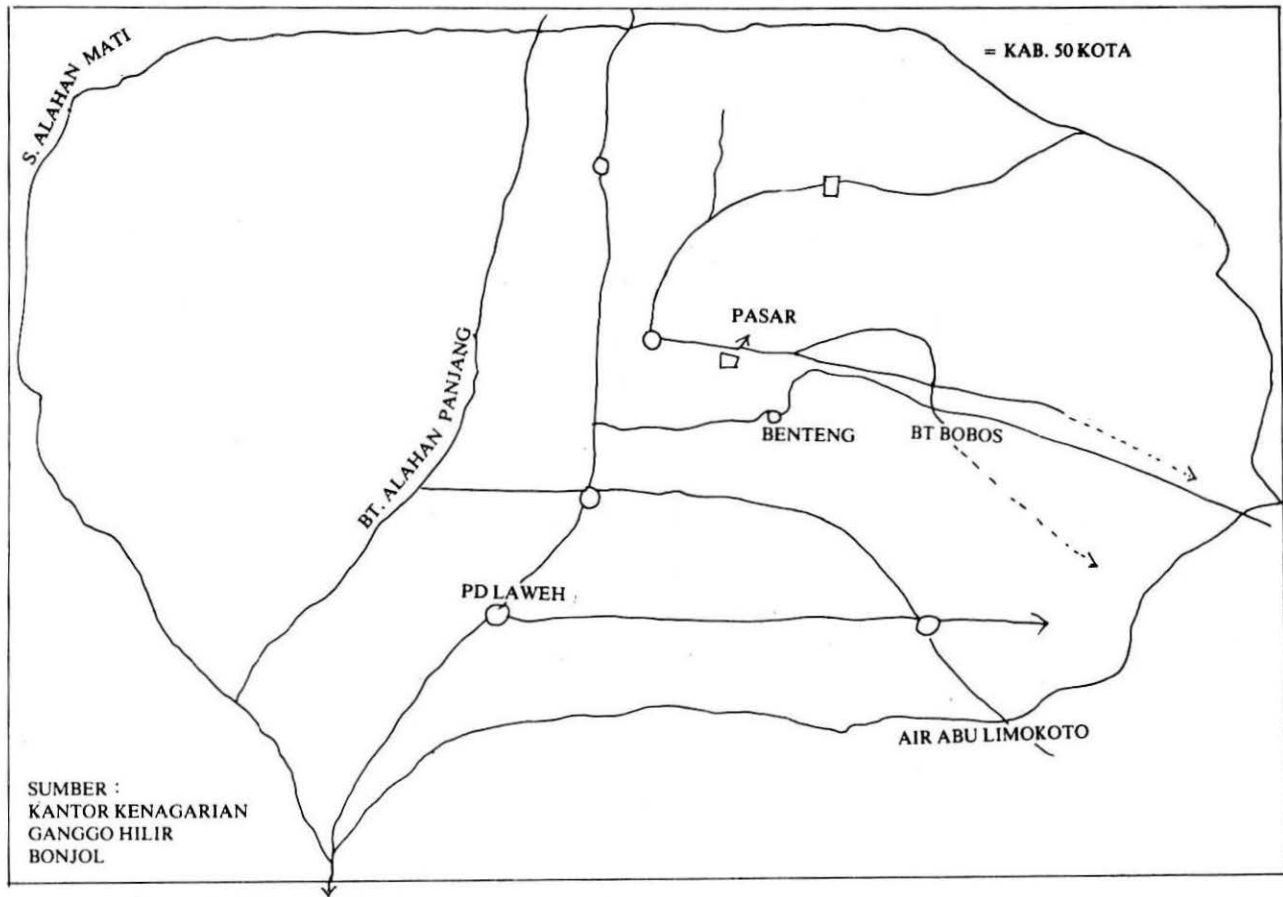 S. ALAHAN MATI
= KAB. 50 KOTA
PASAR
BT. ALAHAN PANJANG
BENTENG
BT BOBOS
PD LAWEH
AIR ABU LIMOKOTO
SUMBER :
KANTOR KENAGARIAN
GANGGO HILIR
BONJOL